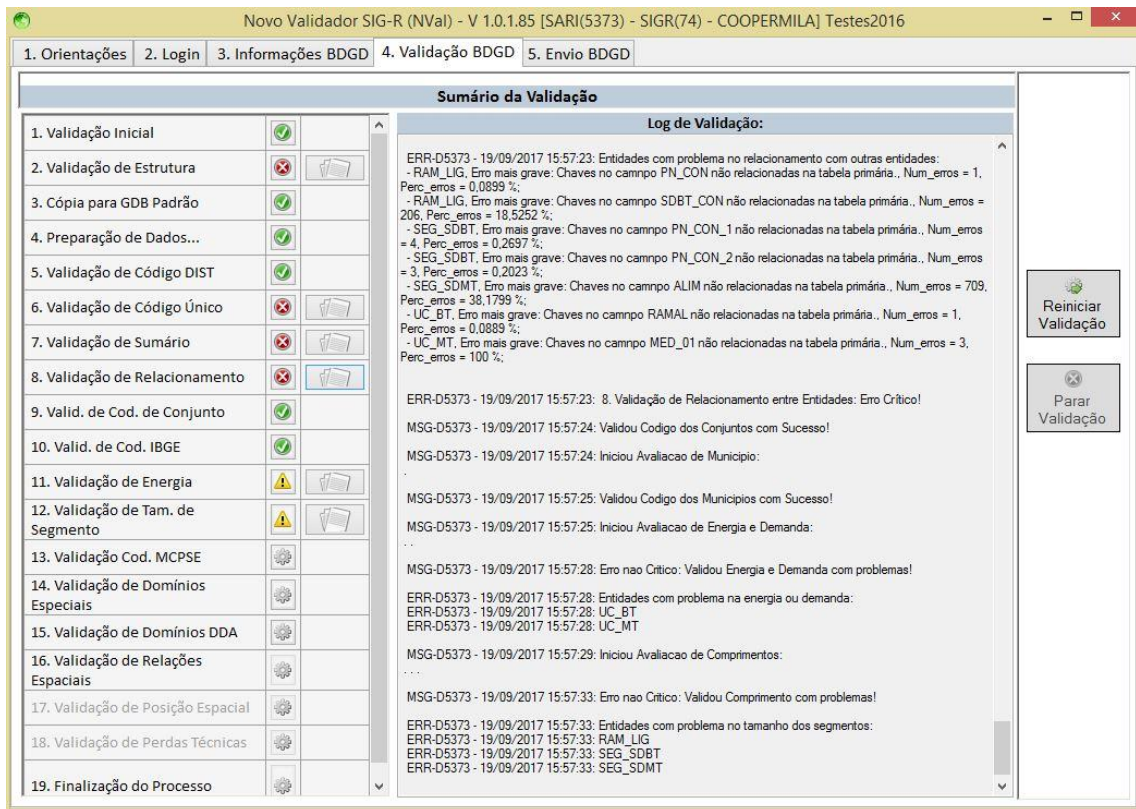 Novo Validador SIG-R (NVal) - V 1.0.1.85 [SARI(5373) - SIGR(74) - COOPERMILA] Testes2016
1. Orientações
2. Login
3. Informações BDGD
4. Validação BDGD
5. Envio BDGD
Sumário da Validação
1. Validação Inicial
2. Validação de Estrutura
3. Cópia para GDB Padrão
4. Preparação de Dados...
5. Validação de Código DIST
6. Validação de Código Único
7. Validação de Sumário
8. Validação de Relacionamento
9. Valid. de Cod. de Conjunto
10. Valid. de Cod. IBGE
11. Validação de Energia
12. Validação de Tam. de
Segmento
13. Validação Cod. MCPSE
14. Validação de Domínios
Especiais
15. Validação de Domínios DDA
16. Validação de Relações
Espaciais
17. Validação de Posição Espacial
18. Validação de Perdas Técnicas
19. Finalização do Processo
Log de Validação:
ERR-D5373 - 19/09/2017 15:57:23: Entidades com problema no relacionamento com outras entidades:
- RAM_LIG, Erro mais grave: Chaves no camnpo PN_CON não relacionadas na tabela primária., Num_erros = 1,
Perc_erros = 0,0899 %;
- RAM_LIG, Erro mais grave: Chaves no camnpo SDBT_CON não relacionadas na tabela primária., Num_erros =
206, Perc_erros = 18,5252 %;
- SEG_SDBT, Erro mais grave: Chaves no camnpo PN_CON_1 não relacionadas na tabela primária., Num_erros
= 4, Perc_erros = 0,2697 %;
- SEG_SDBT, Erro mais grave: Chaves no camnpo PN_CON_2 não relacionadas na tabela primária., Num_erros
= 3, Perc_erros = 0,2023 %;
- SEG_SDMT, Erro mais grave: Chaves no camnpo ALIM não relacionadas na tabela primária., Num_erros = 709,
Perc_erros = 38,1799 %;
- UC_BT, Erro mais grave: Chaves no camnpo RAMAL não relacionadas na tabela primária., Num_erros = 1,
Perc_erros = 0,0889 %;
- UC_MT, Erro mais grave: Chaves no camnpo MED_01 não relacionadas na tabela primária., Num_erros = 3,
Perc_erros = 100 %;
ERR-D5373 - 19/09/2017 15:57:23: 8. Validação de Relacionamento entre Entidades: Erro Crítico!
MSG-D5373 - 19/09/2017 15:57:24: Validou Codigo dos Conjuntos com Sucesso!
MSG-D5373 - 19/09/2017 15:57:24: Iniciou Avaliacao de Municipio:
.
MSG-D5373 - 19/09/2017 15:57:25: Validou Codigo dos Municipios com Sucesso!
MSG-D5373 - 19/09/2017 15:57:25: Iniciou Avaliacao de Energia e Demanda:
. .
MSG-D5373 - 19/09/2017 15:57:28: Erro nao Critico: Validou Energia e Demanda com problemas!
ERR-D5373 - 19/09/2017 15:57:28: Entidades com problema na energia ou demanda:
ERR-D5373 - 19/09/2017 15:57:28: UC_BT
ERR-D5373 - 19/09/2017 15:57:28: UC_MT
MSG-D5373 - 19/09/2017 15:57:29: Iniciou Avaliacao de Comprimentos:
. . .
MSG-D5373 - 19/09/2017 15:57:33: Erro nao Critico: Validou Comprimento com problemas!
ERR-D5373 - 19/09/2017 15:57:33: Entidades com problema no tamanho dos segmentos:
ERR-D5373 - 19/09/2017 15:57:33: RAM_LIG
ERR-D5373 - 19/09/2017 15:57:33: SEG_SDBT
ERR-D5373 - 19/09/2017 15:57:33: SEG_SDMT
Reiniciar
Validação
Parar
Validação